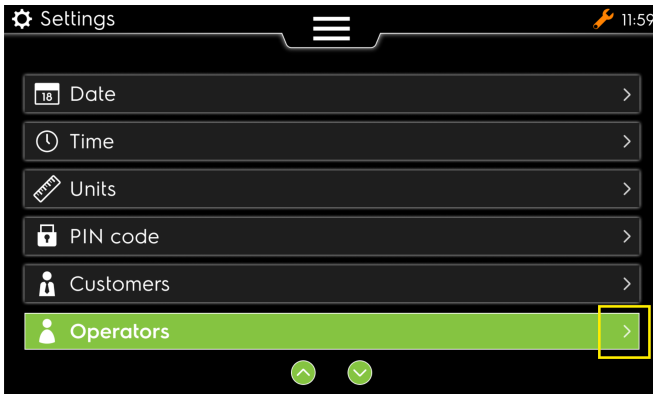 Settings
11:59
18 Date
Time
Units
PIN code
Customers
Operators